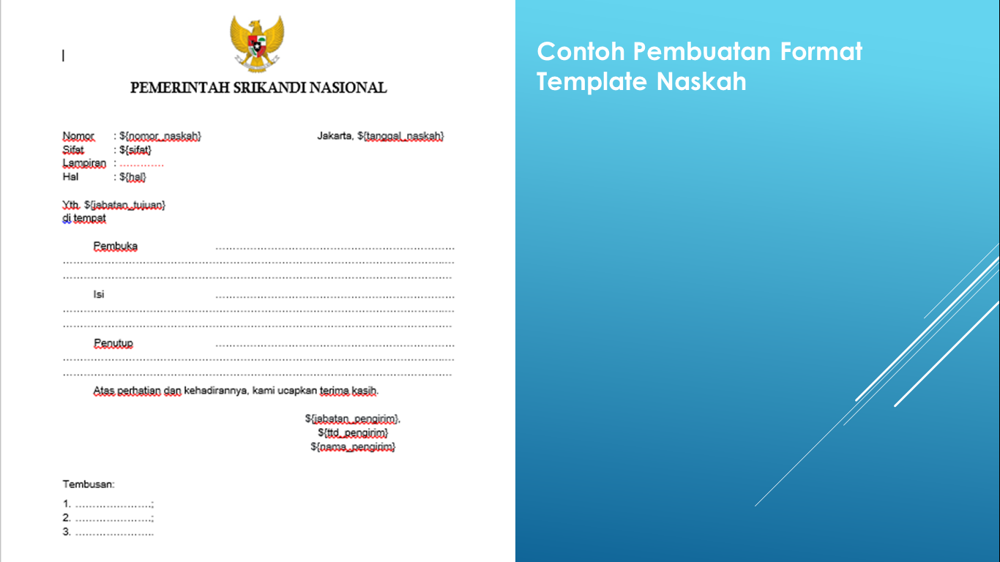 PEMERINTAH SRIKANDI NASIONAL
Nomor : ${nomor_naskah} Jakarta, ${tanggal_naskah}
Sifat : ${sifat}
Lampiran : ............
Hal : ${hal}
Yth. ${jabatan_tujuan}
di tempat
Pembuka ................................................................
................................................................................
................................................................................
Isi ................................................................
................................................................................
................................................................................
Penutup ................................................................
................................................................................
................................................................................
Atas perhatian dan kehadirannya, kami ucapkan terima kasih.
${jabatan_pengirim},
${ttd_pengirim}
${nama_pengirim}
Tembusan:
1. ......................;
2. ......................;
3. .......................
Contoh Pembuatan Format
Template Naskah